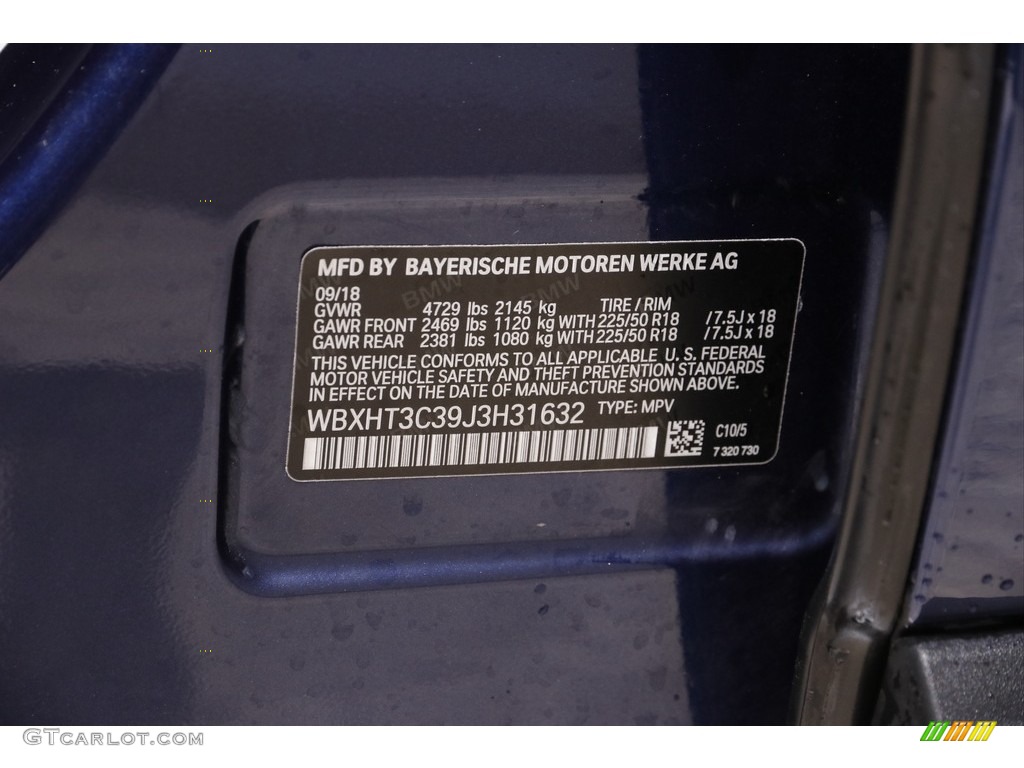 MFD BY BAYERISCHE MOTOREN WERKE AG
09/18
GVWR 4729 lbs 2145 kg TIRE / RIM
GAWR FRONT 2469 lbs 1120 kg WITH 225/50 R18 / 7.5J x 18
GAWR REAR 2381 lbs 1080 kg WITH 225/50 R18 / 7.5J x 18
THIS VEHICLE CONFORMS TO ALL APPLICABLE U. S. FEDERAL
MOTOR VEHICLE SAFETY AND THEFT PREVENTION STANDARDS
IN EFFECT ON THE DATE OF MANUFACTURE SHOWN ABOVE.
WBXHT3C39J3H31632 TYPE: MPV
C10/5
7 320 730
GTCARLOT.COM